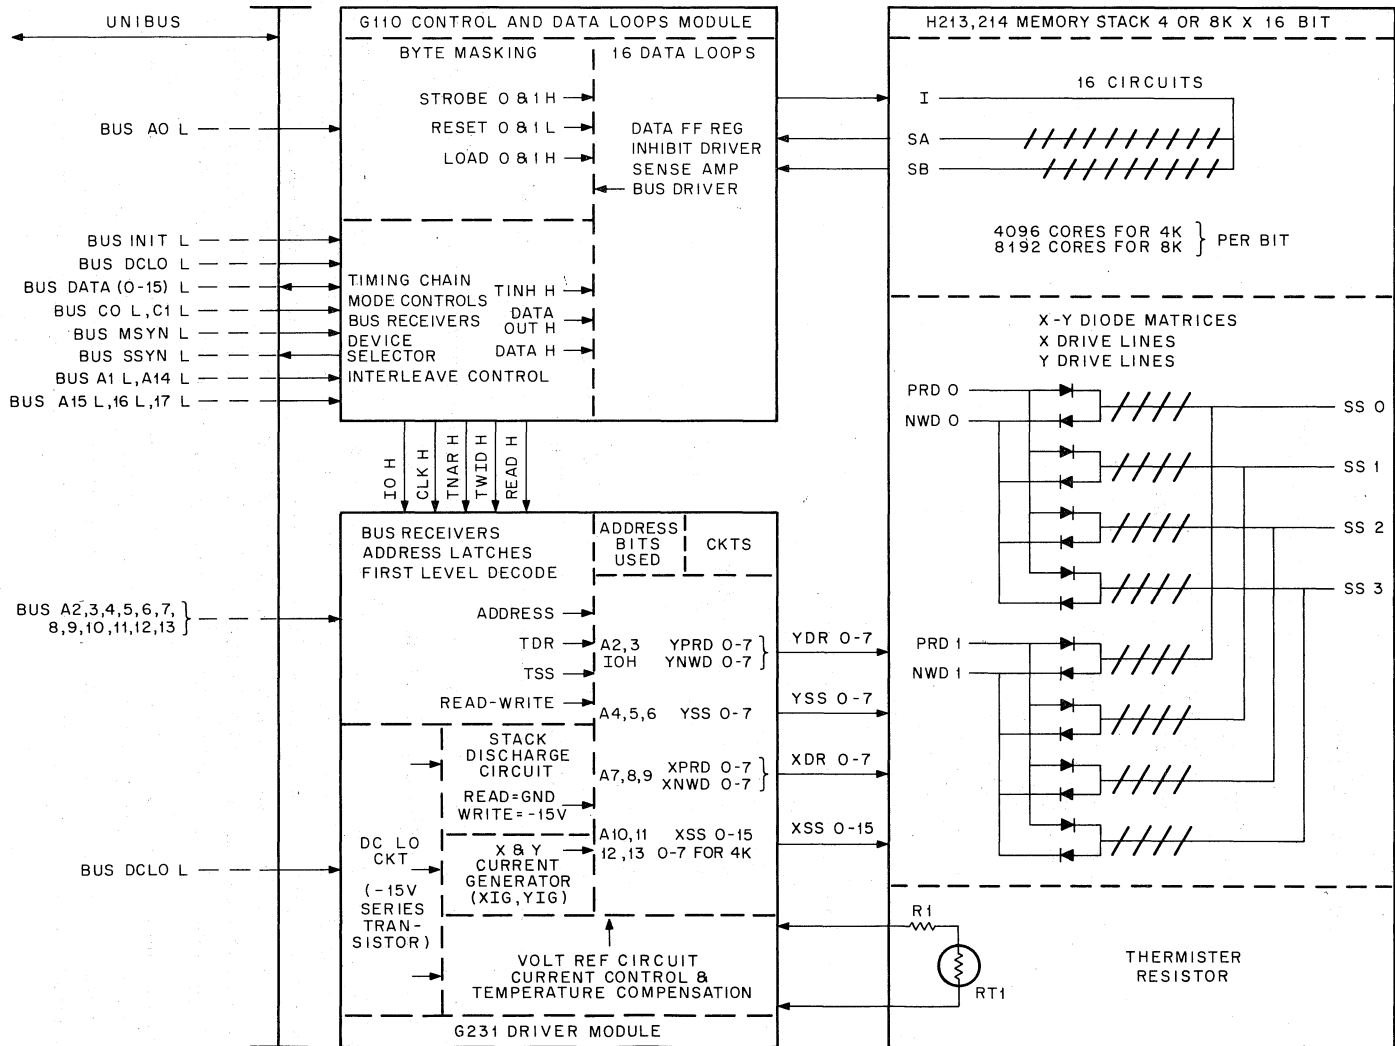 UNIBUS
BUS A0 L
BUS INIT L
BUS DCLO L
BUS DATA (0-15) L
BUS C0 L, C1 L
BUS MSYN L
BUS SSYN L
BUS A1 L, A14 L
BUS A15 L, 16 L, 17 L
BUS A2,3,4,5,6,7,
8,9,10,11,12,13
BUS DCLO L
G110 CONTROL AND DATA LOOPS MODULE
BYTE MASKING
16 DATA LOOPS
STROBE 0 & 1 H
RESET 0 & 1 L
LOAD 0 & 1 H
DATA FF REG
INHIBIT DRIVER
SENSE AMP
BUS DRIVER
TIMING CHAIN
MODE CONTROLS
BUS RECEIVERS
DEVICE
SELECTOR
INTERLEAVE CONTROL
TINH H
DATA
OUT H
DATA H
IO H
CLK H
TNAR H
TWID H
READ H
BUS RECEIVERS
ADDRESS LATCHES
FIRST LEVEL DECODE
ADDRESS
BITS
USED
CKTS
ADDRESS
TDR
TSS
READ-WRITE
A2,3 YPRD 0-7
IOH YNWD 0-7
A4,5,6 YSS 0-7
A7,8,9 XPRD 0-7
XNWD 0-7
A10,11 XSS 0-15
12,13 0-7 FOR 4K
STACK
DISCHARGE
CIRCUIT
READ=GND
WRITE=-15V
DC LO
CKT
(-15V
SERIES
TRAN-
SISTOR)
X & Y
CURRENT
GENERATOR
(XIG, YIG)
VOLT REF CIRCUIT
CURRENT CONTROL &
TEMPERATURE COMPENSATION
G231 DRIVER MODULE
YDR 0-7
YSS 0-7
XDR 0-7
XSS 0-15
H213,214 MEMORY STACK 4 OR 8K X 16 BIT
16 CIRCUITS
I
SA
SB
4096 CORES FOR 4K
8192 CORES FOR 8K
PER BIT
X-Y DIODE MATRICES
X DRIVE LINES
Y DRIVE LINES
PRD 0
NWD 0
SS 0
SS 1
SS 2
SS 3
PRD 1
NWD 1
R1
RT1
THERMISTER
RESISTOR